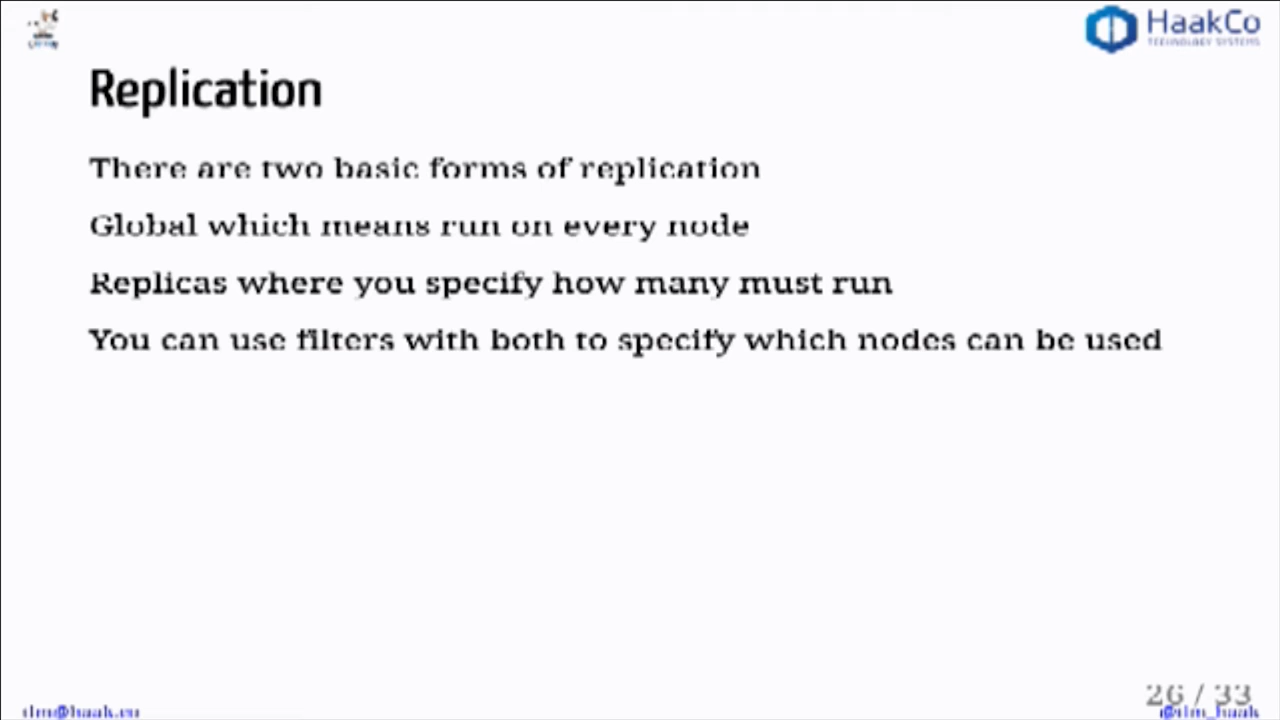 HaakCo
TECHNOLOGY SYSTEMS
Replication
There are two basic forms of replication
Global which means run on every node
Replicas where you specify how many must run
You can use filters with both to specify which nodes can be used
26 / 33